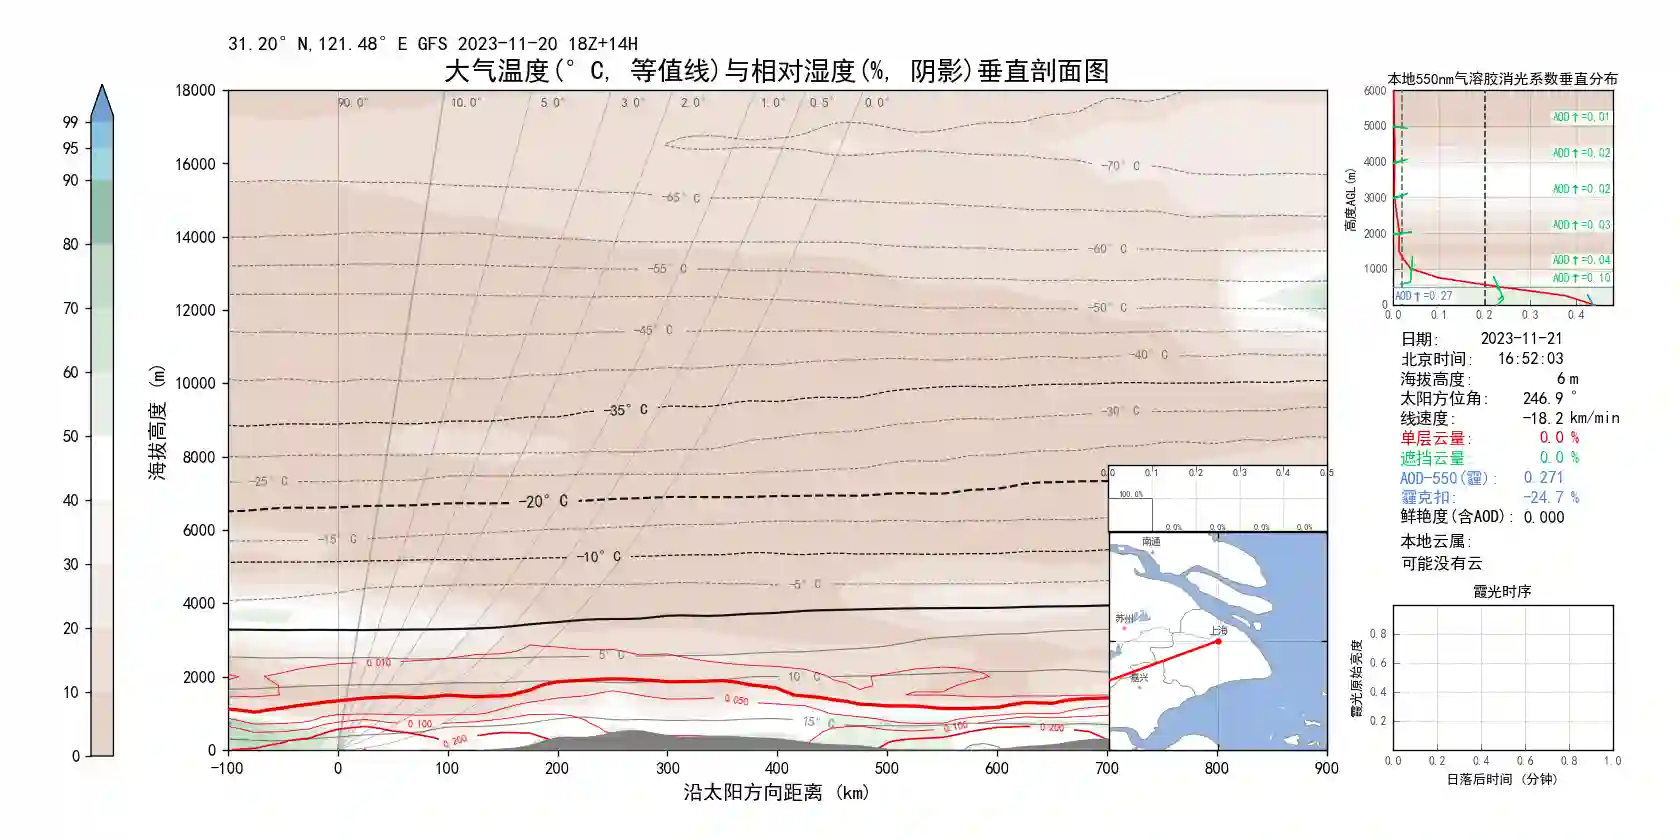 31.20° N,121.48° E GFS 2023-11-20 18Z+14H
大气温度(° C, 等值线)与相对湿度(%, 阴影)垂直剖面图
99
95
90
80
70
60
50
40
30
20
10
0
海拔高度 (m)
18000
16000
14000
12000
10000
8000
6000
4000
2000
0
90.0° 10.0° 5.0° 3.0° 2.0° 1.0° 0.5° 0.0°
-70° C
-65° C
-60° C
-55° C
-50° C
-45° C
-40° C
-35° C
-30° C
-25° C
-20° C
-15° C
-10° C
-5° C
5° C
10° C
15° C
0.010
0.050
0.100
0.200
0.100
0.200
-100 0 100 200 300 400 500 600 700 800 900
沿太阳方向距离 (km)
0.0 0.1 0.2 0.3 0.4 0.5
100.0%
0.0% 0.0% 0.0% 0.0%
南通
苏州
上海
嘉兴
本地550nm气溶胶消光系数垂直分布
高度AGL(m)
6000
5000
4000
3000
2000
1000
0
AOD↑=0.01
AOD↑=0.02
AOD↑=0.02
AOD↑=0.03
AOD↑=0.04
AOD↑=0.10
AOD↑=0.27
0.0 0.1 0.2 0.3 0.4
日期: 2023-11-21
北京时间: 16:52:03
海拔高度: 6 m
太阳方位角: 246.9 °
线速度: -18.2 km/min
单层云量: 0.0 %
遮挡云量: 0.0 %
AOD-550(霾): 0.271
霾克扣: -24.7 %
鲜艳度(含AOD): 0.000
本地云属:
可能没有云
霞光时序
霞光原始亮度
0.8
0.6
0.4
0.2
0.0 0.2 0.4 0.6 0.8 1.0
日落后时间 (分钟)